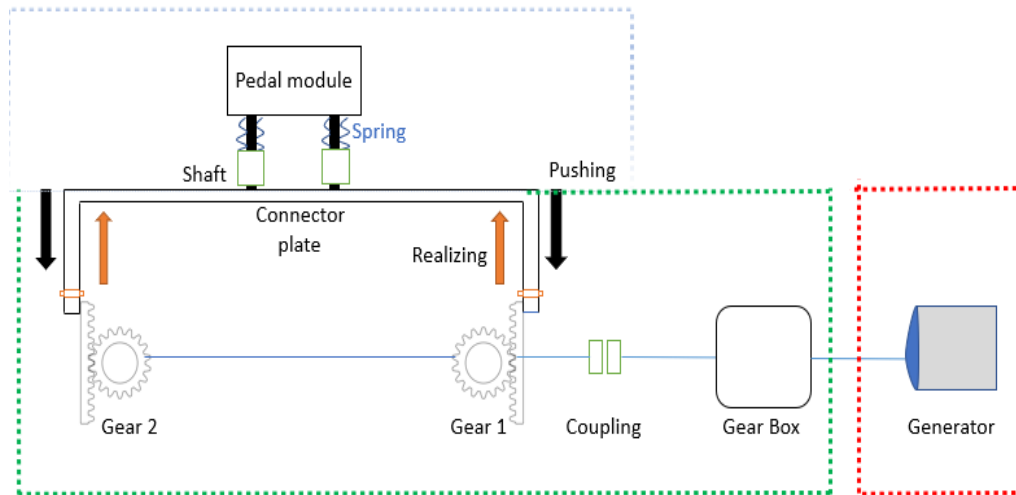 Pedal module
Spring
Shaft
Pushing
Connector
plate
Realizing
Gear 2
Gear 1
Coupling
Gear Box
Generator